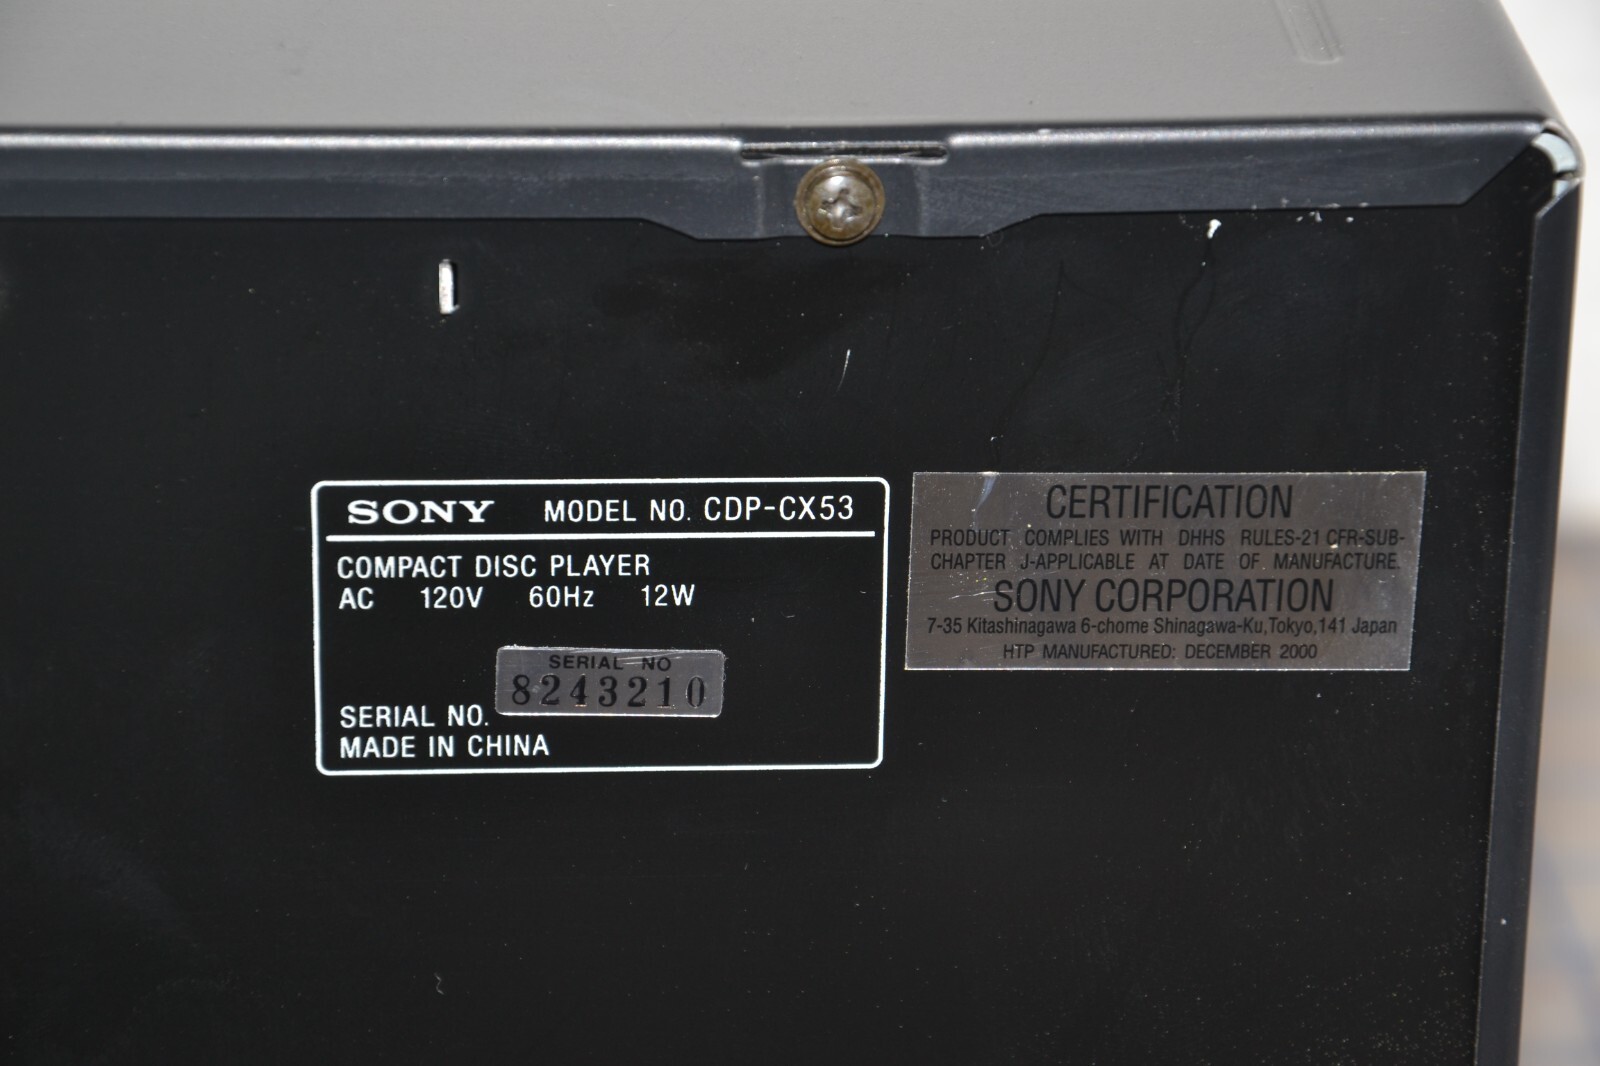 SONY MODEL NO. CDP-CX53
COMPACT DISC PLAYER
AC 120V 60Hz 12W
SERIAL NO
8243210
SERIAL NO.
MADE IN CHINA
CERTIFICATION
PRODUCT COMPLIES WITH DHHS RULES-21 CFR-SUB-
CHAPTER J-APPLICABLE AT DATE OF MANUFACTURE.
SONY CORPORATION
7-35 Kitashinagawa 6-chome Shinagawa-Ku,Tokyo,141 Japan
HTP MANUFACTURED: DECEMBER 2000